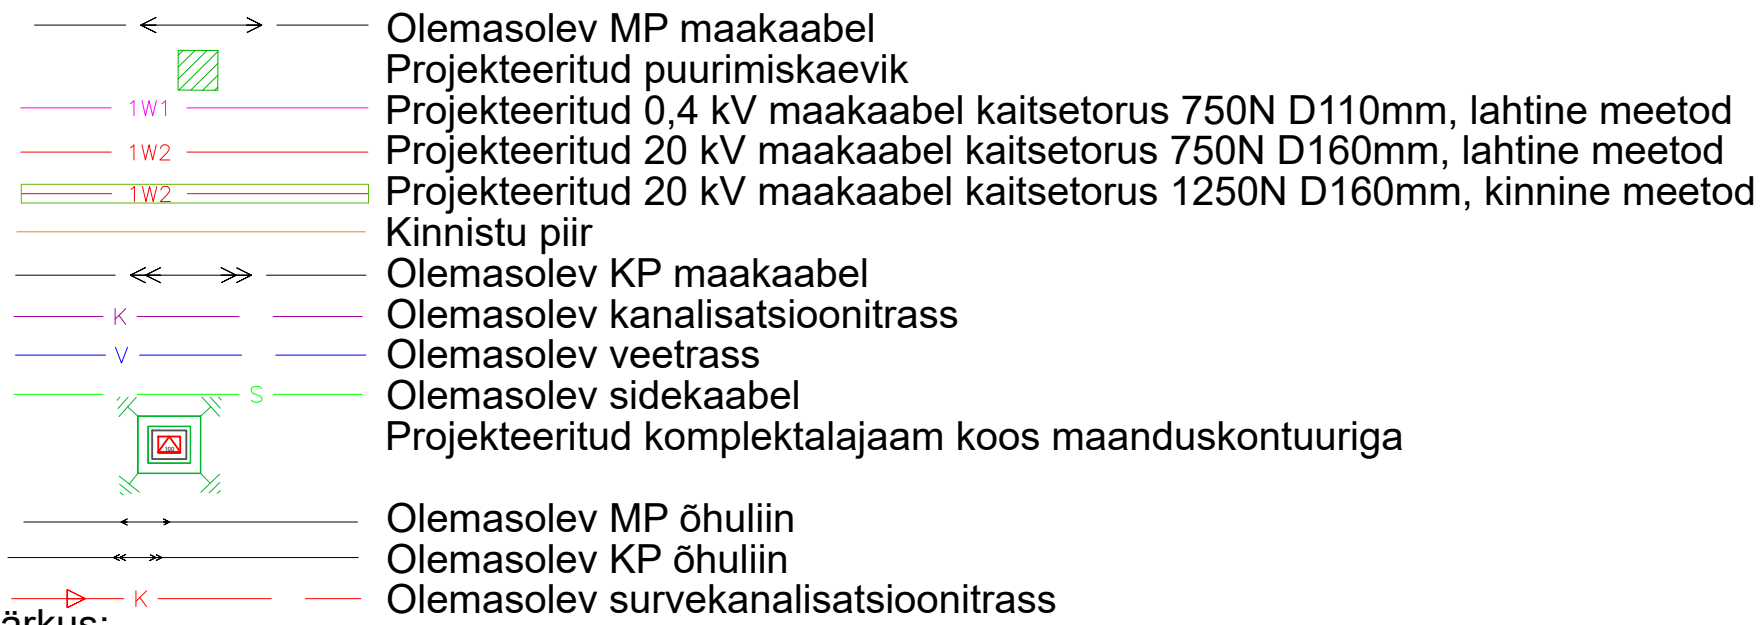 Olemasolev MP maakaabel
Projekteeritud puurimiskaevik
1W1 Projekteeritud 0,4 kV maakaabel kaitsetorus 750N D110mm, lahtine meetod
1W2 Projekteeritud 20 kV maakaabel kaitsetorus 750N D160mm, lahtine meetod
1W2 Projekteeritud 20 kV maakaabel kaitsetorus 1250N D160mm, kinnine meetod
Kinnistu piir
Olemasolev KP maakaabel
K Olemasolev kanalisatsioonitrass
V Olemasolev veetrass
S Olemasolev sidekaabel
Projekteeritud komplektalajaam koos maanduskontuuriga
Olemasolev MP õhuliin
Olemasolev KP õhuliin
K Olemasolev survekanalisatsioonitrass
ärkus: